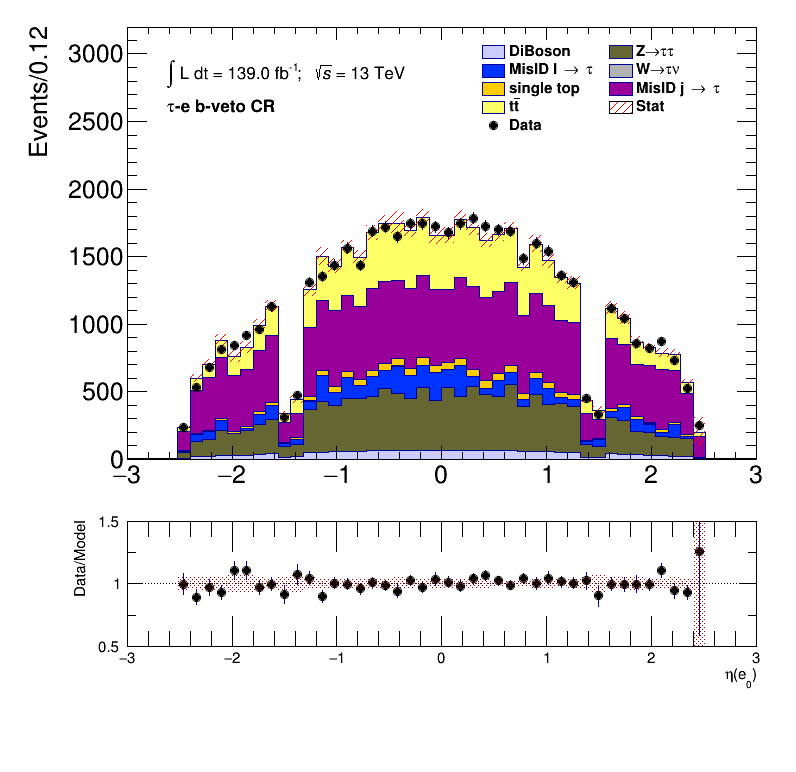 ∫ L dt = 139.0 fb⁻¹; √s = 13 TeV
τ-e b-veto CR
DiBoson
MisID l → τ
single top
tt̄
Data
Z→ττ
W→τν
MisID j → τ
Stat
Events/0.12
3000
2500
2000
1500
1000
500
0
−3 −2 −1 0 1 2 3
Data/Model
1.5
1
0.5
−3 −2 −1 0 1 2 3
η(e₀)